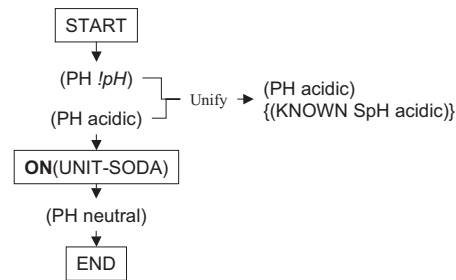 START
(PH !pH)
Unify
(PH acidic)
{(KNOWN SpH acidic)}
(PH acidic)
ON(UNIT-SODA)
(PH neutral)
END